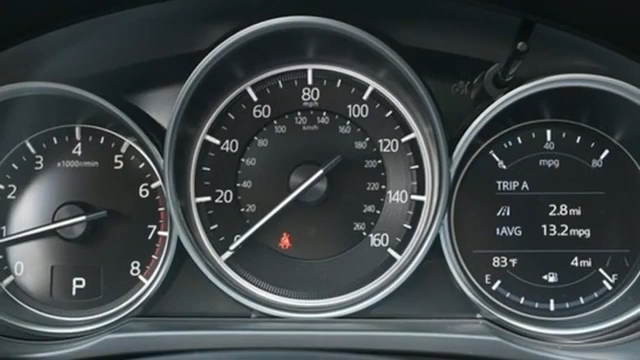 0 1 2 3 4 5 6 7 8
x1000r/min
P
0 20 40 60 80 100 120 140 160
mph
20 40 60 80 100 120 140 160 180 200 220 240 260
km/h
0 40 80
mpg
TRIP A
2.8 mi
AVG 13.2 mpg
83°F 4 mi
E F